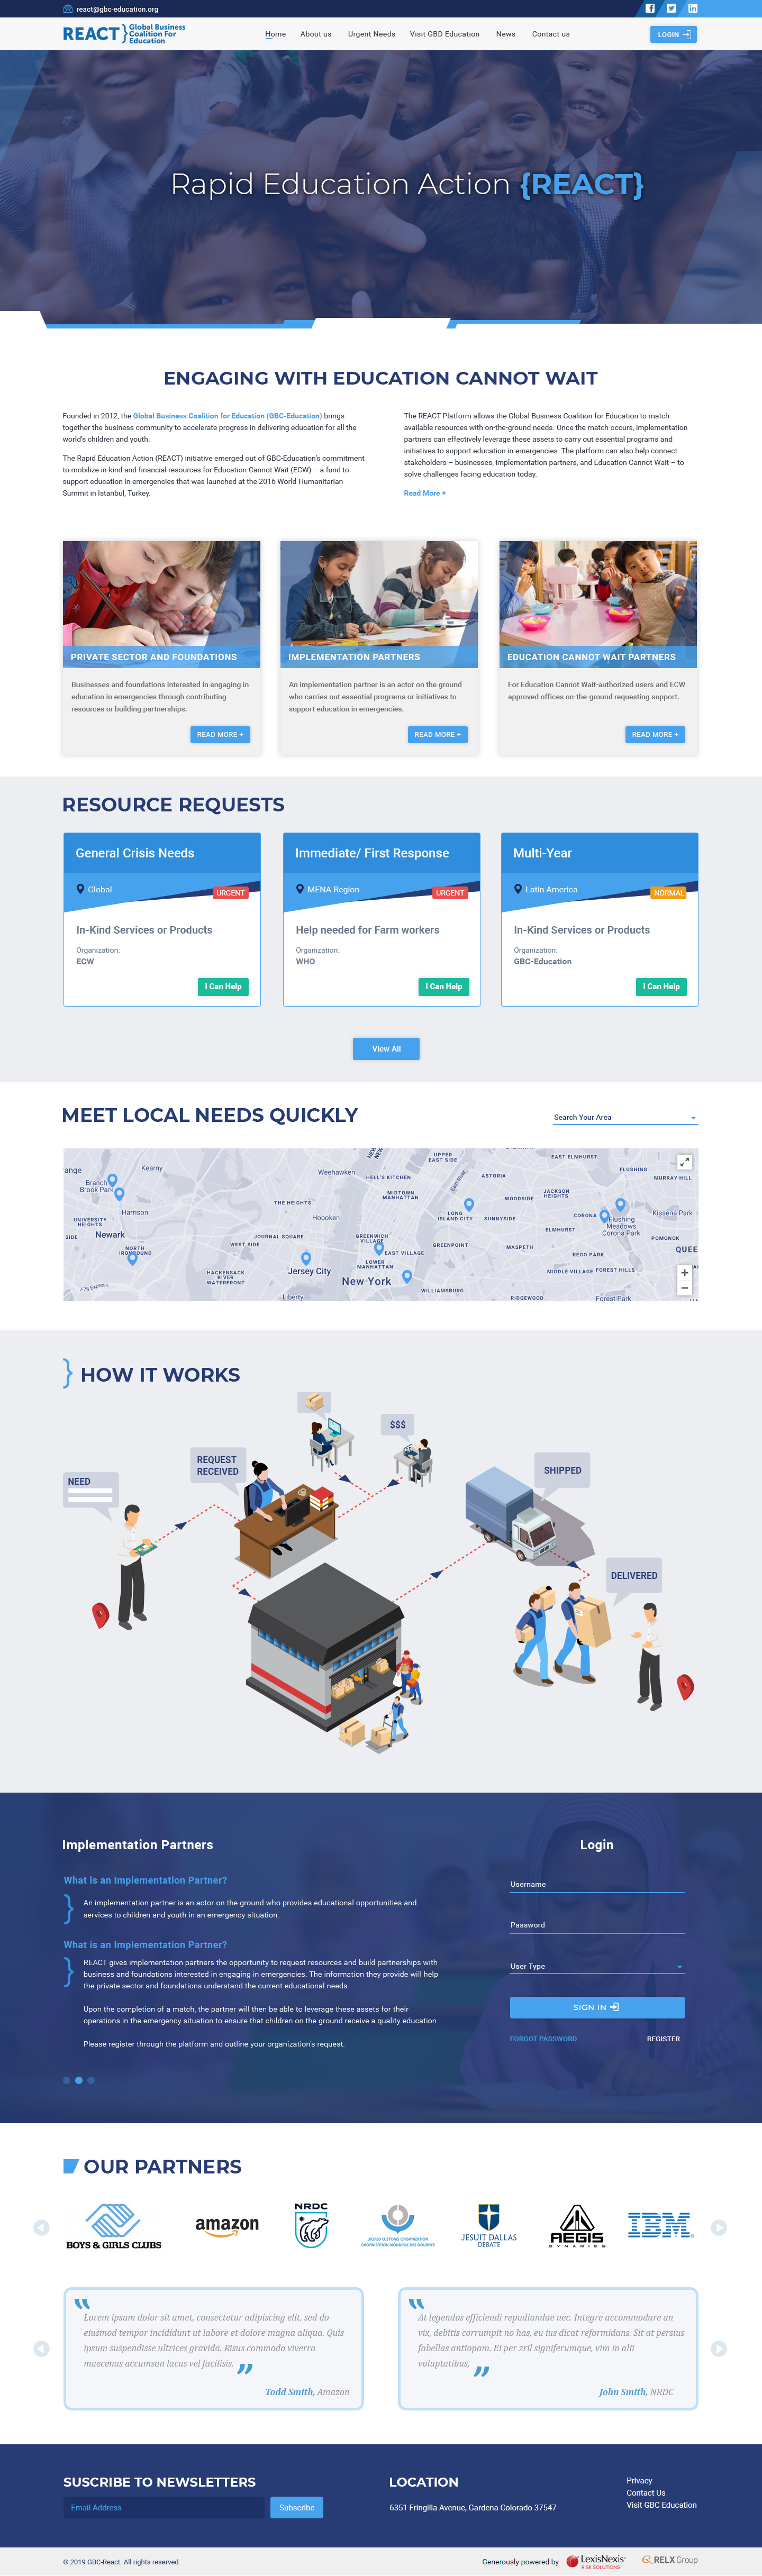 react@gbc-education.org
REACT} Global Business
Coalition For
Education
Home About us Urgent Needs Visit GBD Education News Contact us
LOGIN
Rapid Education Action {REACT}
ENGAGING WITH EDUCATION CANNOT WAIT
Founded in 2012, the Global Business Coalition for Education (GBC-Education) brings
together the business community to accelerate progress in delivering education for all the
world's children and youth.
The Rapid Education Action (REACT) initiative emerged out of GBC-Education's commitment
to mobilize in-kind and financial resources for Education Cannot Wait (ECW) – a fund to
support education in emergencies that was launched at the 2016 World Humanitarian
Summit in Istanbul, Turkey.
The REACT Platform allows the Global Business Coalition for Education to match
available resources with on-the-ground needs. Once the match occurs, implementation
partners can effectively leverage these assets to carry out essential programs and
initiatives to support education in emergencies. The platform can also help connect
stakeholders – businesses, implementation partners, and Education Cannot Wait – to
solve challenges facing education today.
Read More +
PRIVATE SECTOR AND FOUNDATIONS
Businesses and foundations interested in engaging in
education in emergencies through contributing
resources or building partnerships.
READ MORE +
IMPLEMENTATION PARTNERS
An implementation partner is an actor on the ground
who carries out essential programs or initiatives to
support education in emergencies.
READ MORE +
EDUCATION CANNOT WAIT PARTNERS
For Education Cannot Wait-authorized users and ECW
approved offices on-the-ground requesting support.
READ MORE +
RESOURCE REQUESTS
General Crisis Needs
Global
URGENT
In-Kind Services or Products
Organization:
ECW
I Can Help
Immediate/ First Response
MENA Region
URGENT
Help needed for Farm workers
Organization:
WHO
I Can Help
Multi-Year
Latin America
NORMAL
In-Kind Services or Products
Organization:
GBC-Education
I Can Help
View All
MEET LOCAL NEEDS QUICKLY
Search Your Area
ange
Kearny
Branch
Brook Park
Harrison
UNIVERSITY
HEIGHTS
SIDE
Newark
NORTH
IRONBOUND
Express
Weehawken
THE HEIGHTS
Hoboken
JOURNAL SQUARE
WEST SIDE
HACKENSACK
RIVER
WATERFRONT
Jersey City
Liberty
HELL'S KITCHEN
UPPER
EAST SIDE
East River
MIDTOWN
MANHATTAN
GREENWICH
VILLAGE
EAST VILLAGE
LOWER
MANHATTAN
New York
ASTORIA
LONG
ISLAND CITY
SUNNYSIDE
GREENPOINT
WILLIAMSBURG
WOODSIDE
JACKSON
HEIGHTS
EAST ELMHURST
CORONA
ELMHURST
MASPETH
REGO PARK
MIDDLE VILLAGE
FOREST HILLS
RIDGEWOOD
Forest Park
FLUSHING
MURRAY HILL
Kissena Park
Flushing
Meadows
Corona Park
POMONOK
QUEE
HOW IT WORKS
NEED
REQUEST
RECEIVED
$$$
SHIPPED
DELIVERED
Implementation Partners
What is an Implementation Partner?
An implementation partner is an actor on the ground who provides educational opportunities and
services to children and youth in an emergency situation.
What is an Implementation Partner?
REACT gives implementation partners the opportunity to request resources and build partnerships with
business and foundations interested in engaging in emergencies. The information they provide will help
the private sector and foundations understand the current educational needs.
Upon the completion of a match, the partner will then be able to leverage these assets for their
operations in the emergency situation to ensure that children on the ground receive a quality education.
Please register through the platform and outline your organization's request.
Login
Username
Password
User Type
SIGN IN
FORGOT PASSWORD REGISTER
OUR PARTNERS
BOYS & GIRLS CLUBS
amazon
NRDC
WORLD CUSTOMS ORGANIZATION
ORGANISATION MONDIALE DES DOUANES
JESUIT DALLAS
DEBATE
AEGIS
DYNAMICS
IBM
" Lorem ipsum dolor sit amet, consectetur adipiscing elit, sed do
eiusmod tempor incididunt ut labore et dolore magna aliqua. Quis
ipsum suspendisse ultrices gravida. Risus commodo viverra
maecenas accumsan lacus vel facilisis. "
Todd Smith, Amazon
" At legendos efficiendi repudiandae nec. Integre accommodare an
vix, debitis corrumpit no has, eu ius dicat reformidans. Sit at persius
fabellas antiopam. Ei per zril signiferumque, vim in alii
voluptatibus, "
John Smith, NRDC
SUSCRIBE TO NEWSLETTERS
Email Address
Subscribe
LOCATION
6351 Fringilla Avenue, Gardena Colorado 37547
Privacy
Contact Us
Visit GBC Education
© 2019 GBC-React. All rights reserved.
Generously powered by
LexisNexis
RISK SOLUTIONS
RELX Group